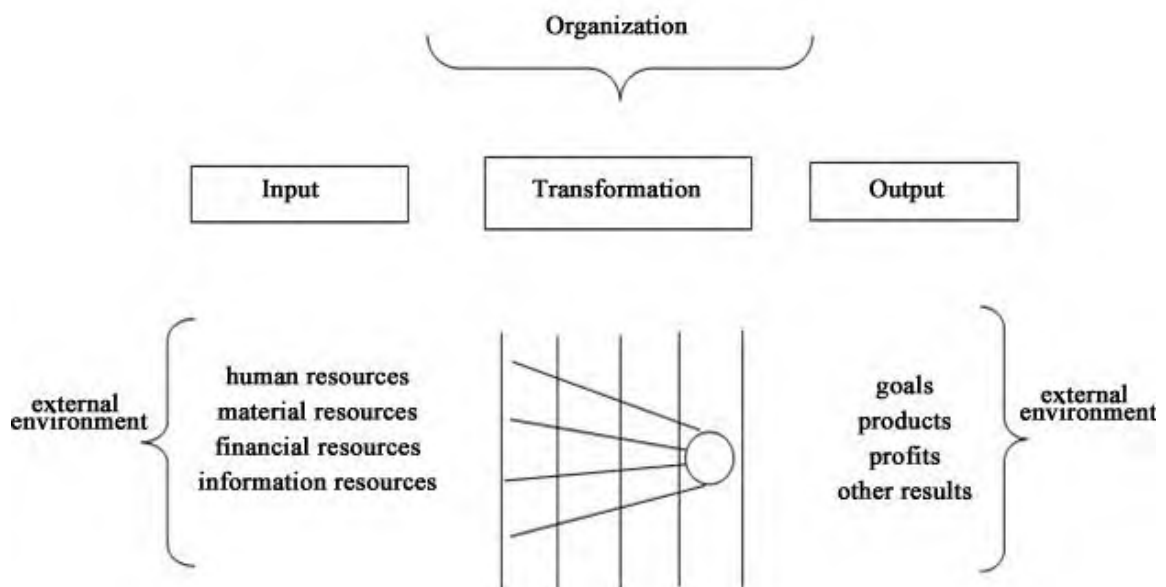 Organization
Input
Transformation
Output
external
environment
human resources
material resources
financial resources
information resources
goals
products
profits
other results
external
environment